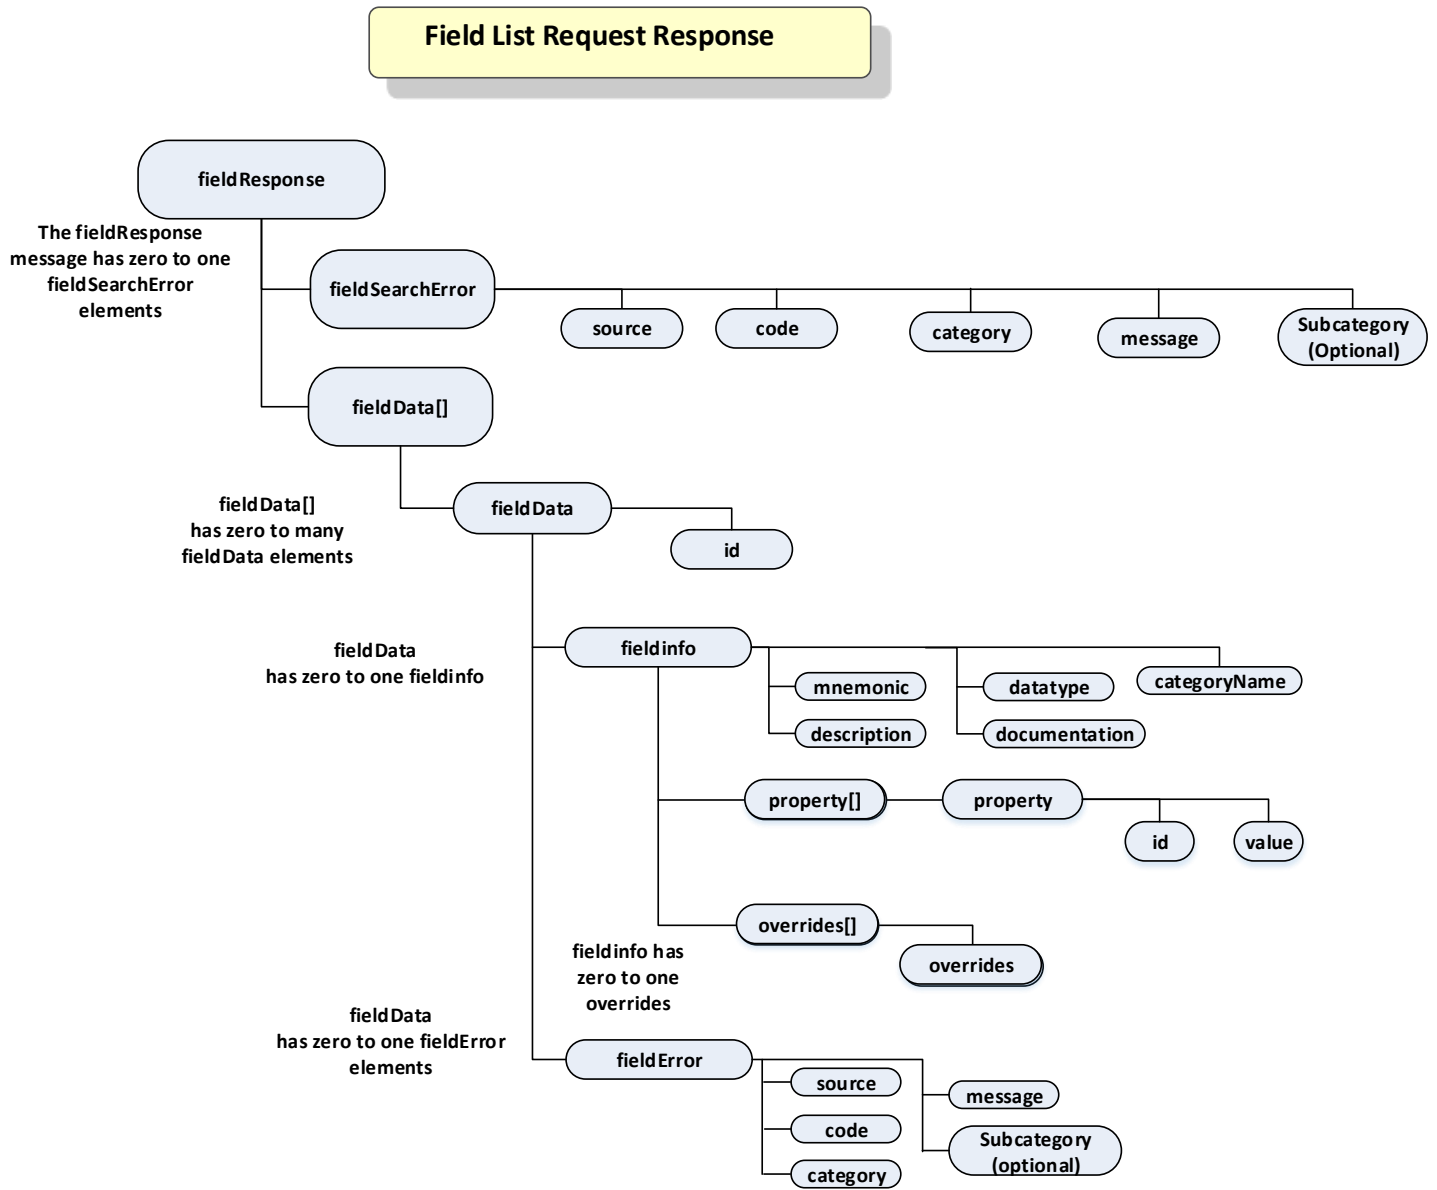 Field List Request Response
fieldResponse
The fieldResponse
message has zero to one
fieldSearchError
elements
fieldSearchError
source
code
category
message
Subcategory
(Optional)
fieldData[]
fieldData[]
has zero to many
fieldData elements
fieldData
id
fieldData
has zero to one fieldinfo
fieldinfo
mnemonic
description
datatype
documentation
categoryName
property[]
property
id
value
overrides[]
overrides
fieldinfo has
zero to one
overrides
fieldData
has zero to one fieldError
elements
fieldError
source
code
category
message
Subcategory
(optional)